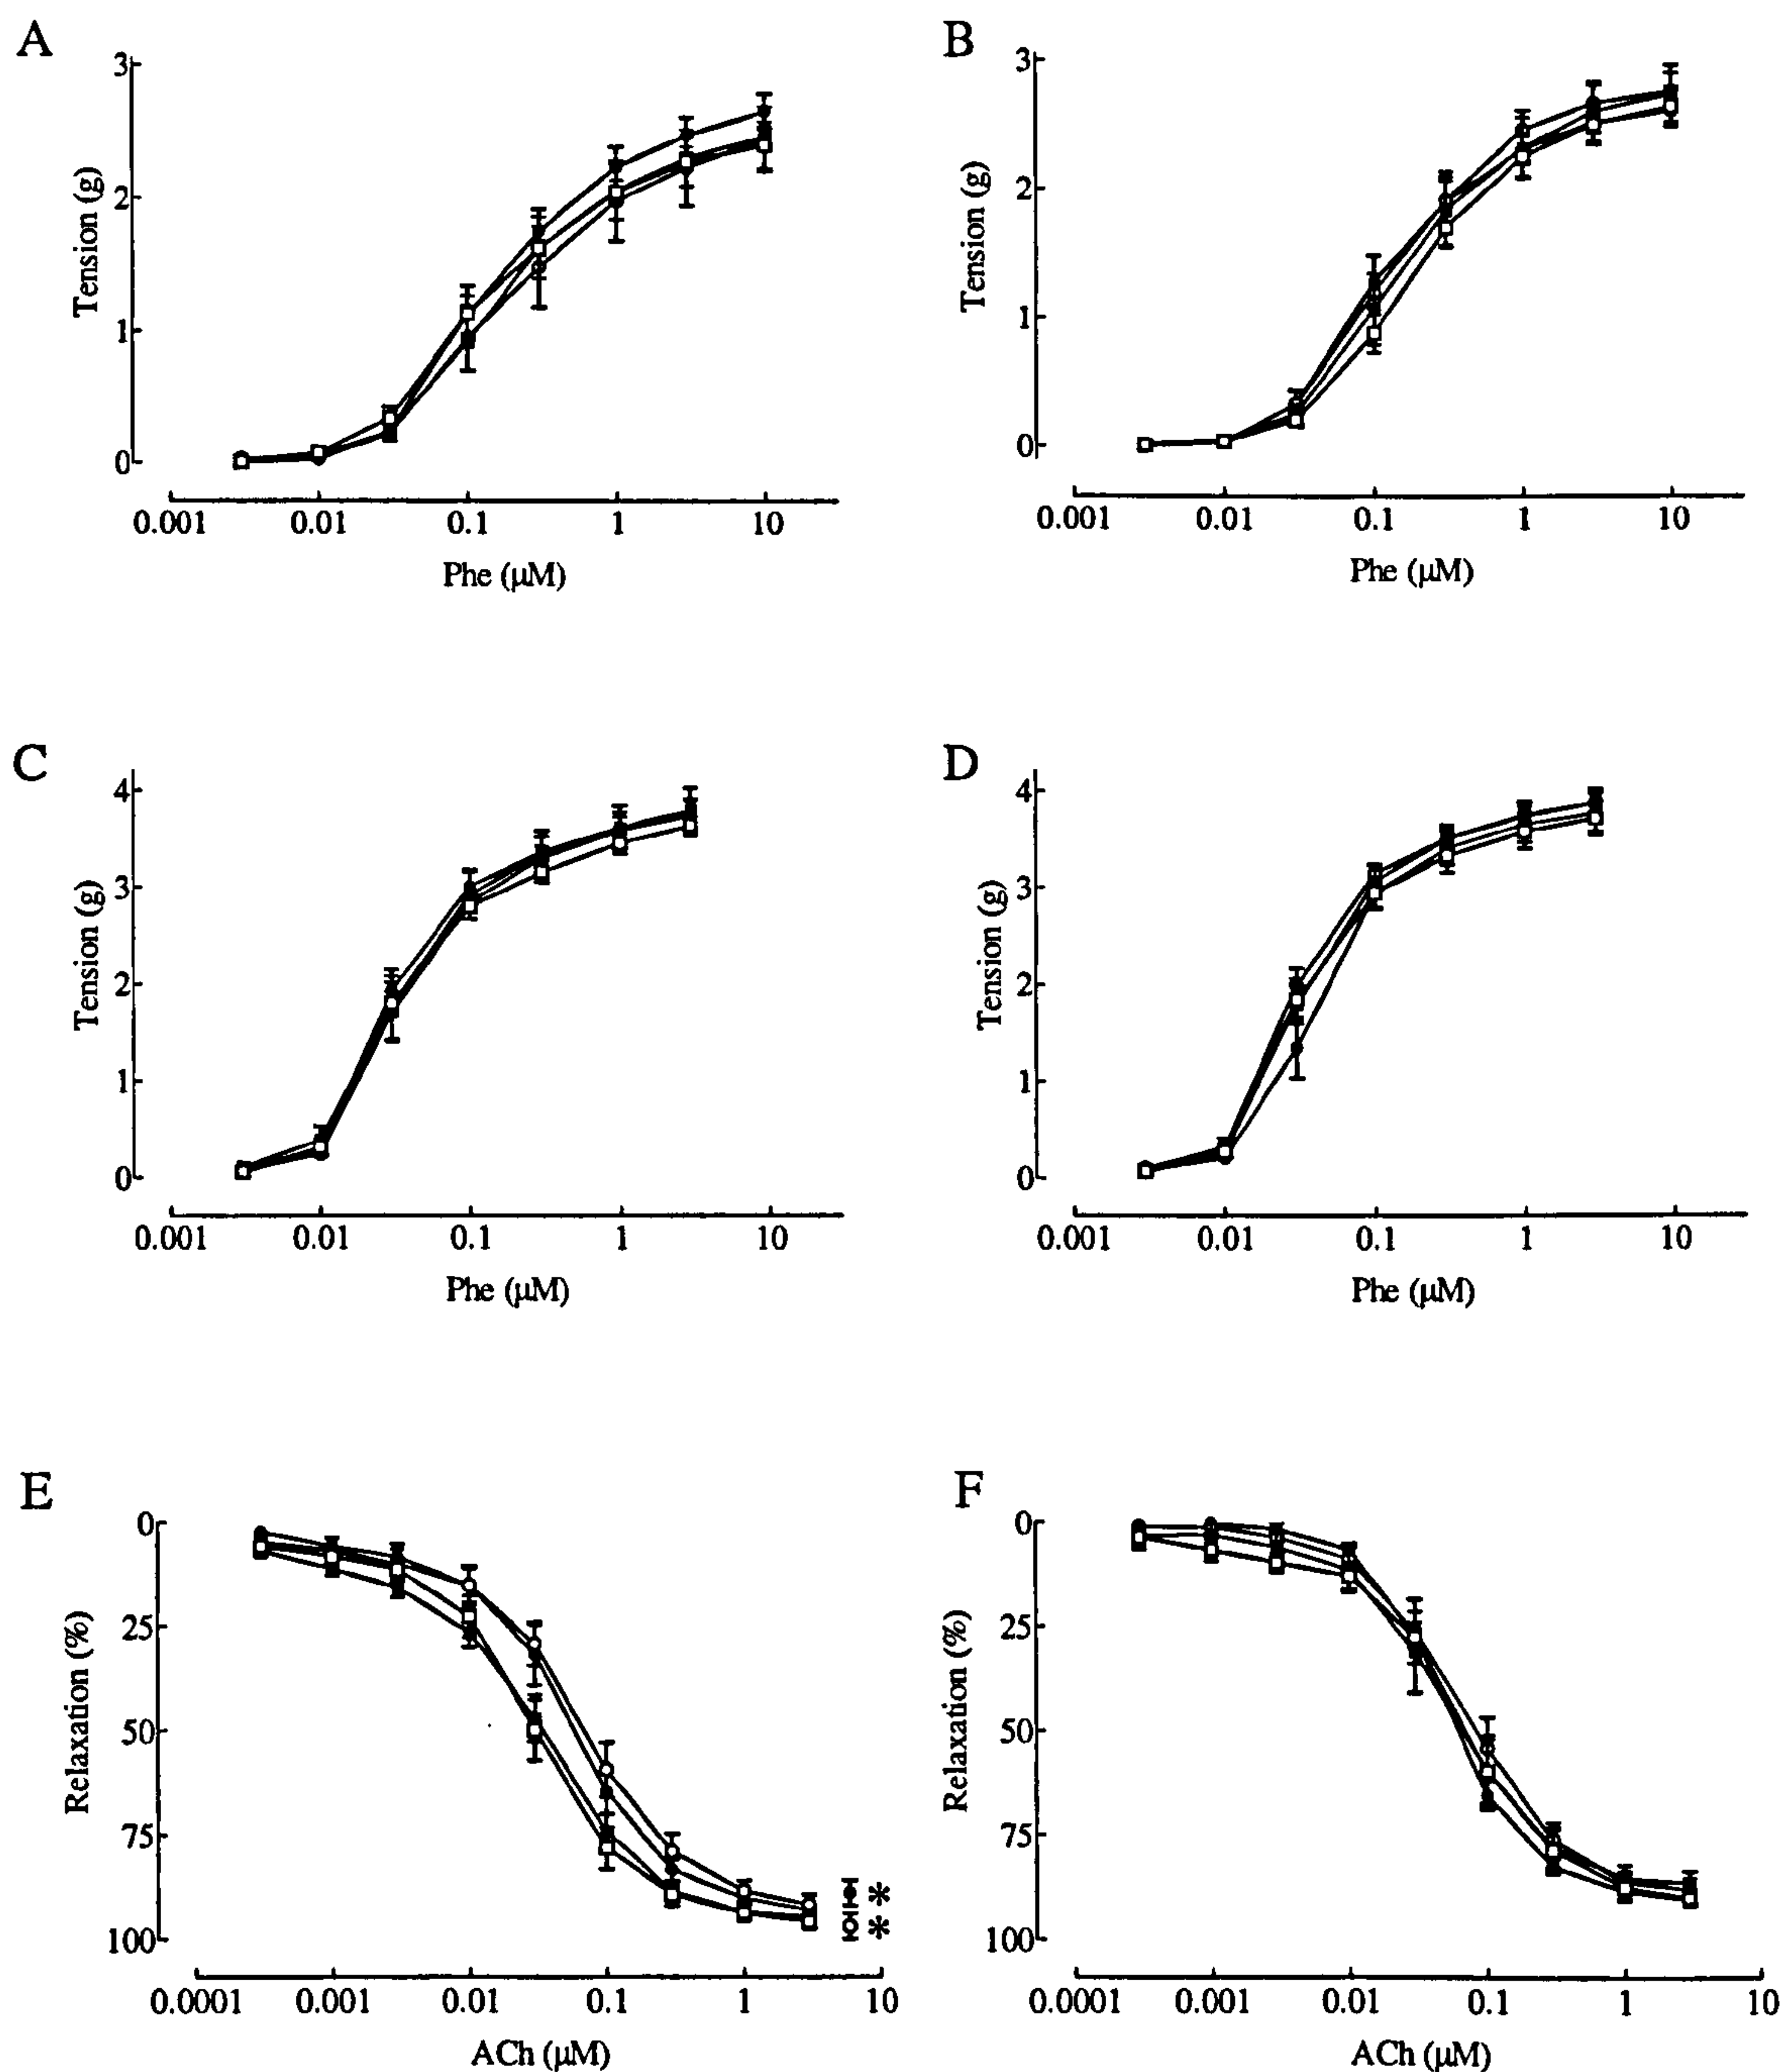 A
3
2
1
0
Tension (g)
0.001 0.01 0.1 1 10
Phe (μM)
B
3
2
1
0
Tension (g)
0.001 0.01 0.1 1 10
Phe (μM)
C
4
3
2
1
0
Tension (g)
0.001 0.01 0.1 1 10
Phe (μM)
D
4
3
2
1
0
Tension (g)
0.001 0.01 0.1 1 10
Phe (μM)
E
0
25
50
75
100
Relaxation (%)
*
*
0.0001 0.001 0.01 0.1 1 10
ACh (μM)
F
0
25
50
75
100
Relaxation (%)
0.0001 0.001 0.01 0.1 1 10
ACh (μM)